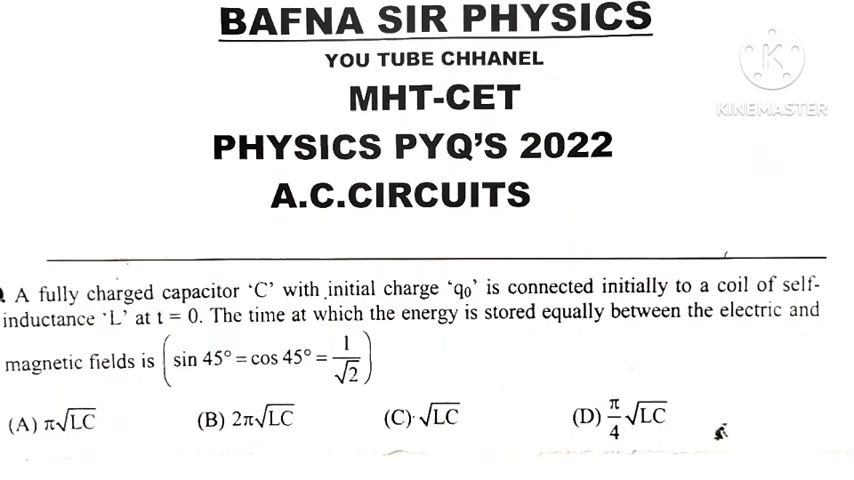 BAFNA SIR PHYSICS
YOU TUBE CHHANEL
MHT-CET
PHYSICS PYQ'S 2022
A.C.CIRCUITS
K
KINEMASTER
A fully charged capacitor 'C' with initial charge 'q₀' is connected initially to a coil of self-
inductance 'L' at t = 0. The time at which the energy is stored equally between the electric and
magnetic fields is (sin 45° = cos 45° = 1/√2)
(A) π√LC (B) 2π√LC (C) √LC (D) π/4 √LC